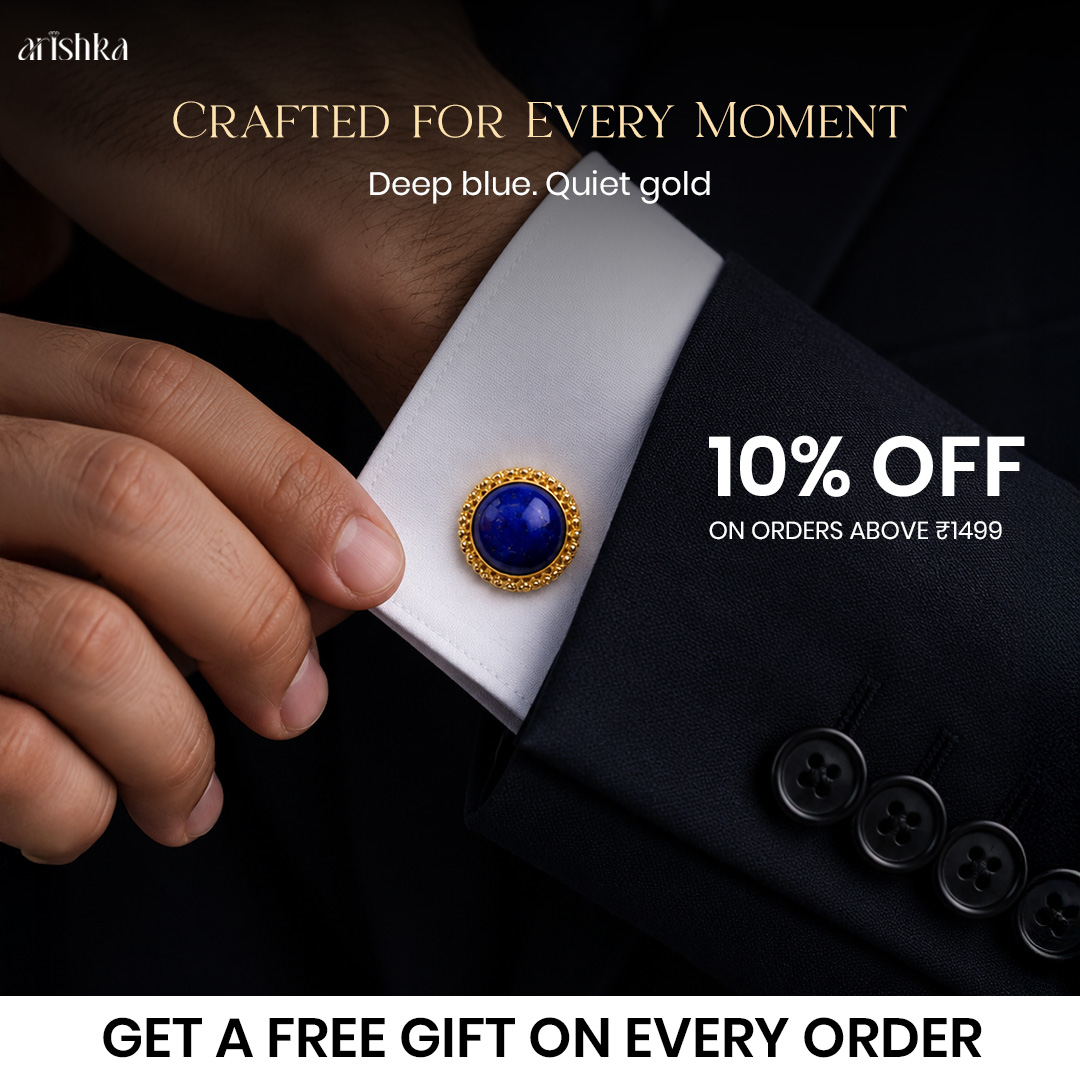 arishka
CRAFTED FOR EVERY MOMENT
Deep blue. Quiet gold
10% OFF
ON ORDERS ABOVE ₹1499
GET A FREE GIFT ON EVERY ORDER